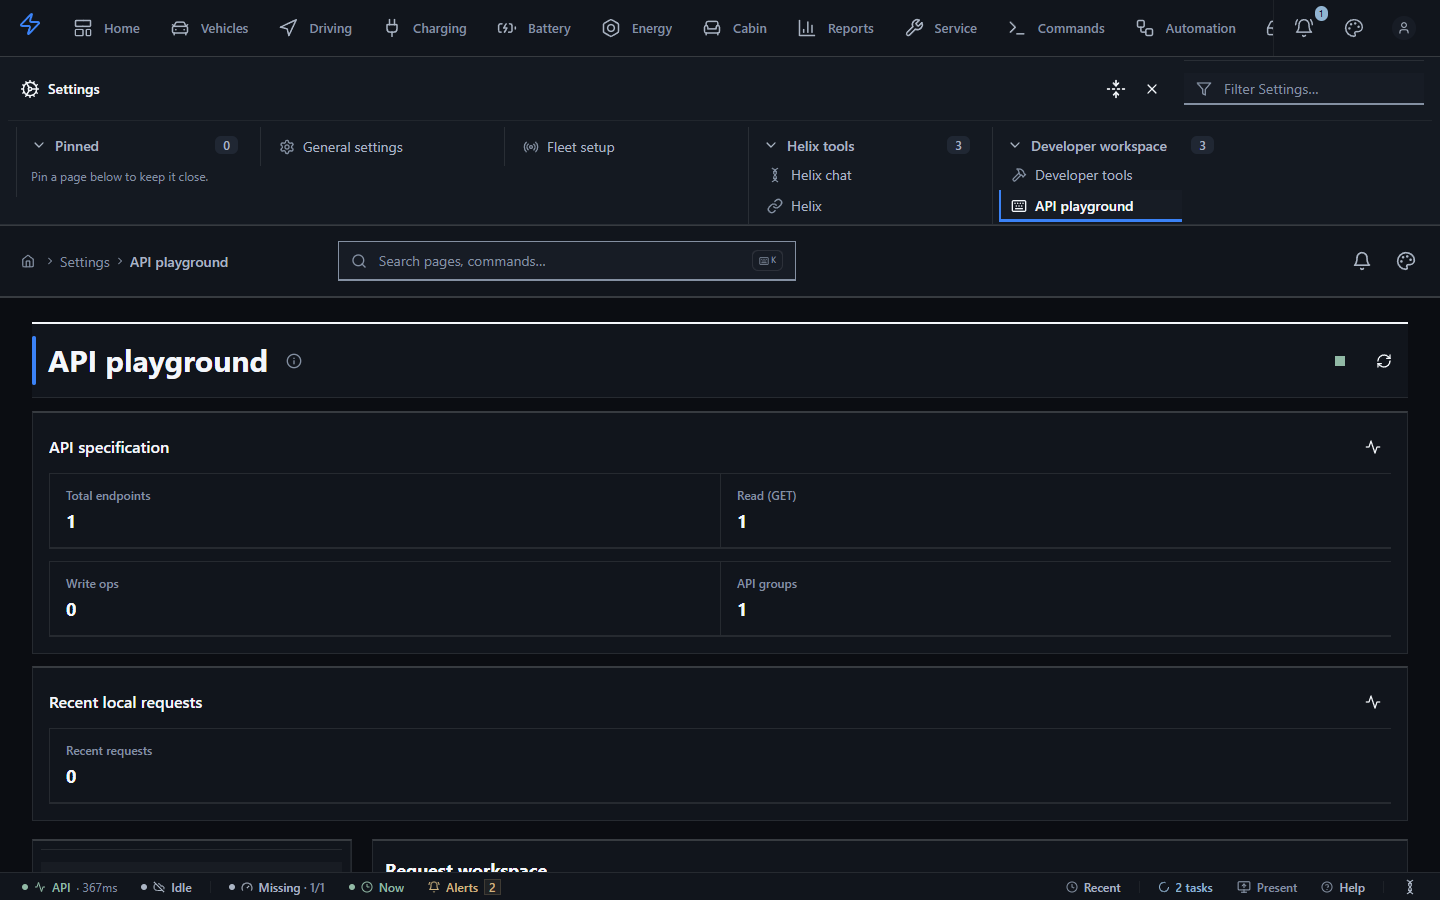 Home
Vehicles
Driving
Charging
Battery
Energy
Cabin
Reports
Service
Commands
Automation
1
Settings
Filter Settings...
Pinned
0
Pin a page below to keep it close.
General settings
Fleet setup
Helix tools
3
Helix chat
Helix
Developer workspace
3
Developer tools
API playground
Settings
API playground
Search pages, commands...
K
API playground
API specification
Total endpoints
1
Read (GET)
1
Write ops
0
API groups
1
Recent local requests
Recent requests
0
Request workspace
API · 367ms
Idle
Missing · 1/1
Now
Alerts 2
Recent
2 tasks
Present
Help